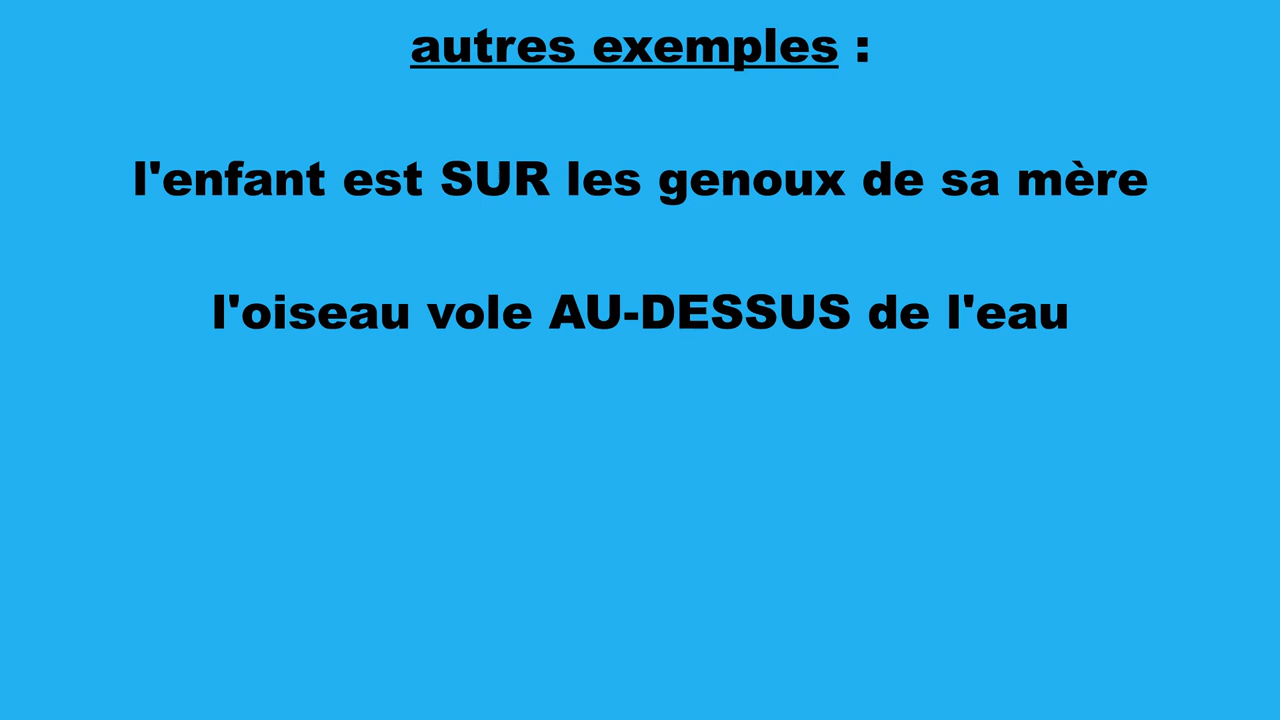 autres exemples :
l'enfant est SUR les genoux de sa mère
l'oiseau vole AU-DESSUS de l'eau